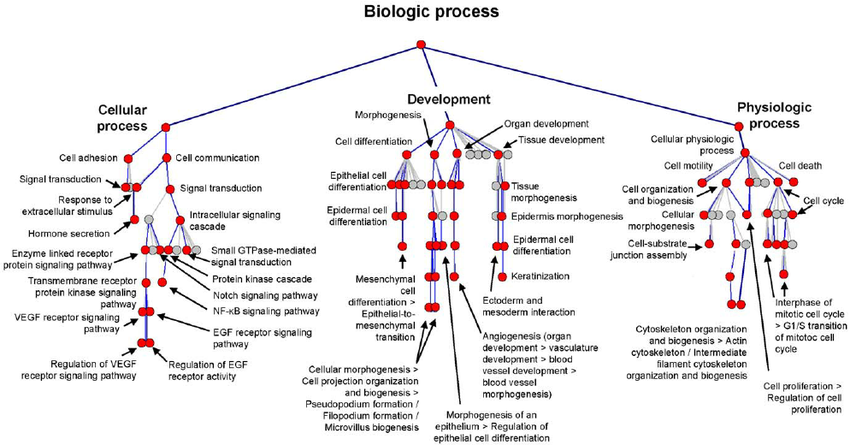 Biologic process
Cellular
process
Development
Physiologic
process
Cell adhesion
Cell communication
Signal transduction
Response to
extracellular stimulus
Signal transduction
Hormone secretion
Intracellular signaling
cascade
Enzyme linked receptor
protein signaling pathway
Small GTPase-mediated
signal transduction
Protein kinase cascade
Transmembrane receptor
protein kinase signaling
pathway
Notch signaling pathway
NF-κB signaling pathway
VEGF receptor signaling
pathway
EGF receptor signaling
pathway
Regulation of VEGF
receptor signaling pathway
Regulation of EGF
receptor activity
Morphogenesis
Organ development
Cell differentiation
Tissue development
Epithelial cell
differentiation
Tissue
morphogenesis
Epidermal cell
differentiation
Epidermis morphogenesis
Epidermal cell
differentiation
Mesenchymal
cell
differentiation >
Epithelial-to-
mesenchymal
transition
Keratinization
Ectoderm and
mesoderm interaction
Angiogenesis (organ
development > vasculature
development > blood
vessel development >
blood vessel
morphogenesis)
Cellular morphogenesis >
Cell projection organization
and biogenesis >
Pseudopodium formation /
Filopodium formation /
Microvilus biogenesis
Morphogenesis of an
epithelium > Regulation of
epithelial cell differentiation
Cellular physiologic
process
Cell motility
Cell death
Cell organization
and biogenesis
Cell cycle
Cellular
morphogenesis
Cell-substrate
junction assembly
Interphase of
mitotic cell cycle
> G1/S transition
of mitotoc cell
cycle
Cytoskeleton organization
and biogenesis > Actin
cytoskeleton / Intermediate
filament cytoskeleton
organization and biogenesis
Cell proliferation >
Regulation of cell
proliferation